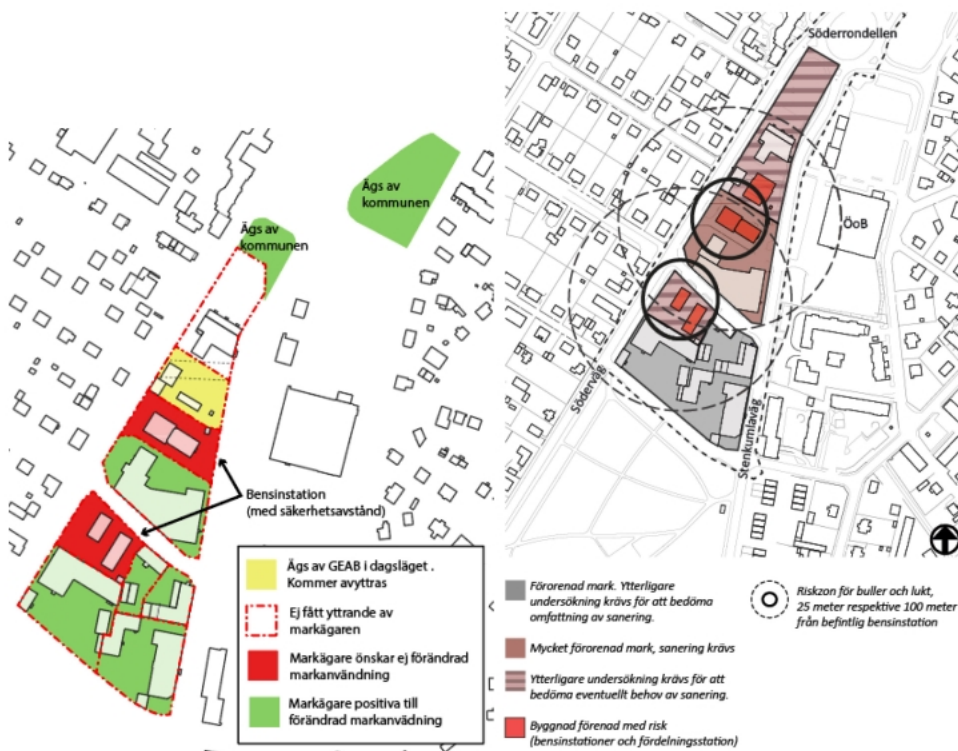 Ägs av
kommunen
Ägs av
kommunen
Bensinstation
(med säkerhetsavstånd)
Ägs av GEAB i dagsläget .
Kommer avyttras
Ej fått yttrande av
markägaren
Markägare önskar ej förändrad
markanvändning
Markägare positiva till
förändrad markanvädning
Söderrondellen
ÖoB
Söderväg
Stenkumlaväg
Förorenad mark. Ytterligare
undersökning krävs för att bedöma
omfattning av sanering.
Mycket förorenad mark, sanering krävs
Ytterligare undersökning krävs för att
bedöma eventuellt behov av sanering.
Byggnad förenad med risk
(bensinstationer och fördelningsstation)
Riskzon för buller och lukt,
25 meter respektive 100 meter
från befintlig bensinstation